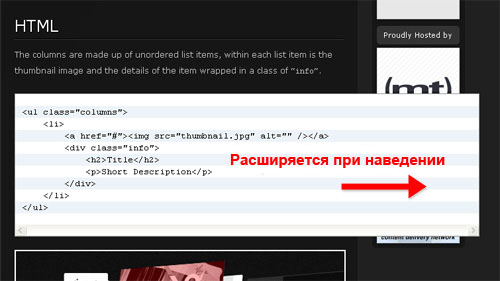 HTML
Proudly Hosted by
The columns are made up of unordered list items, within each list item is the
thumbnail image and the details of the item wrapped in a class of "info".
(mt)
<ul class="columns">
<li>
<a href="#"><img src="thumbnail.jpg" alt="" /></a>
<div class="info">
<h2>Title</h2>
<p>Short Description</p>
</div>
</li>
</ul>
Расширяется при наведении
content delivery network